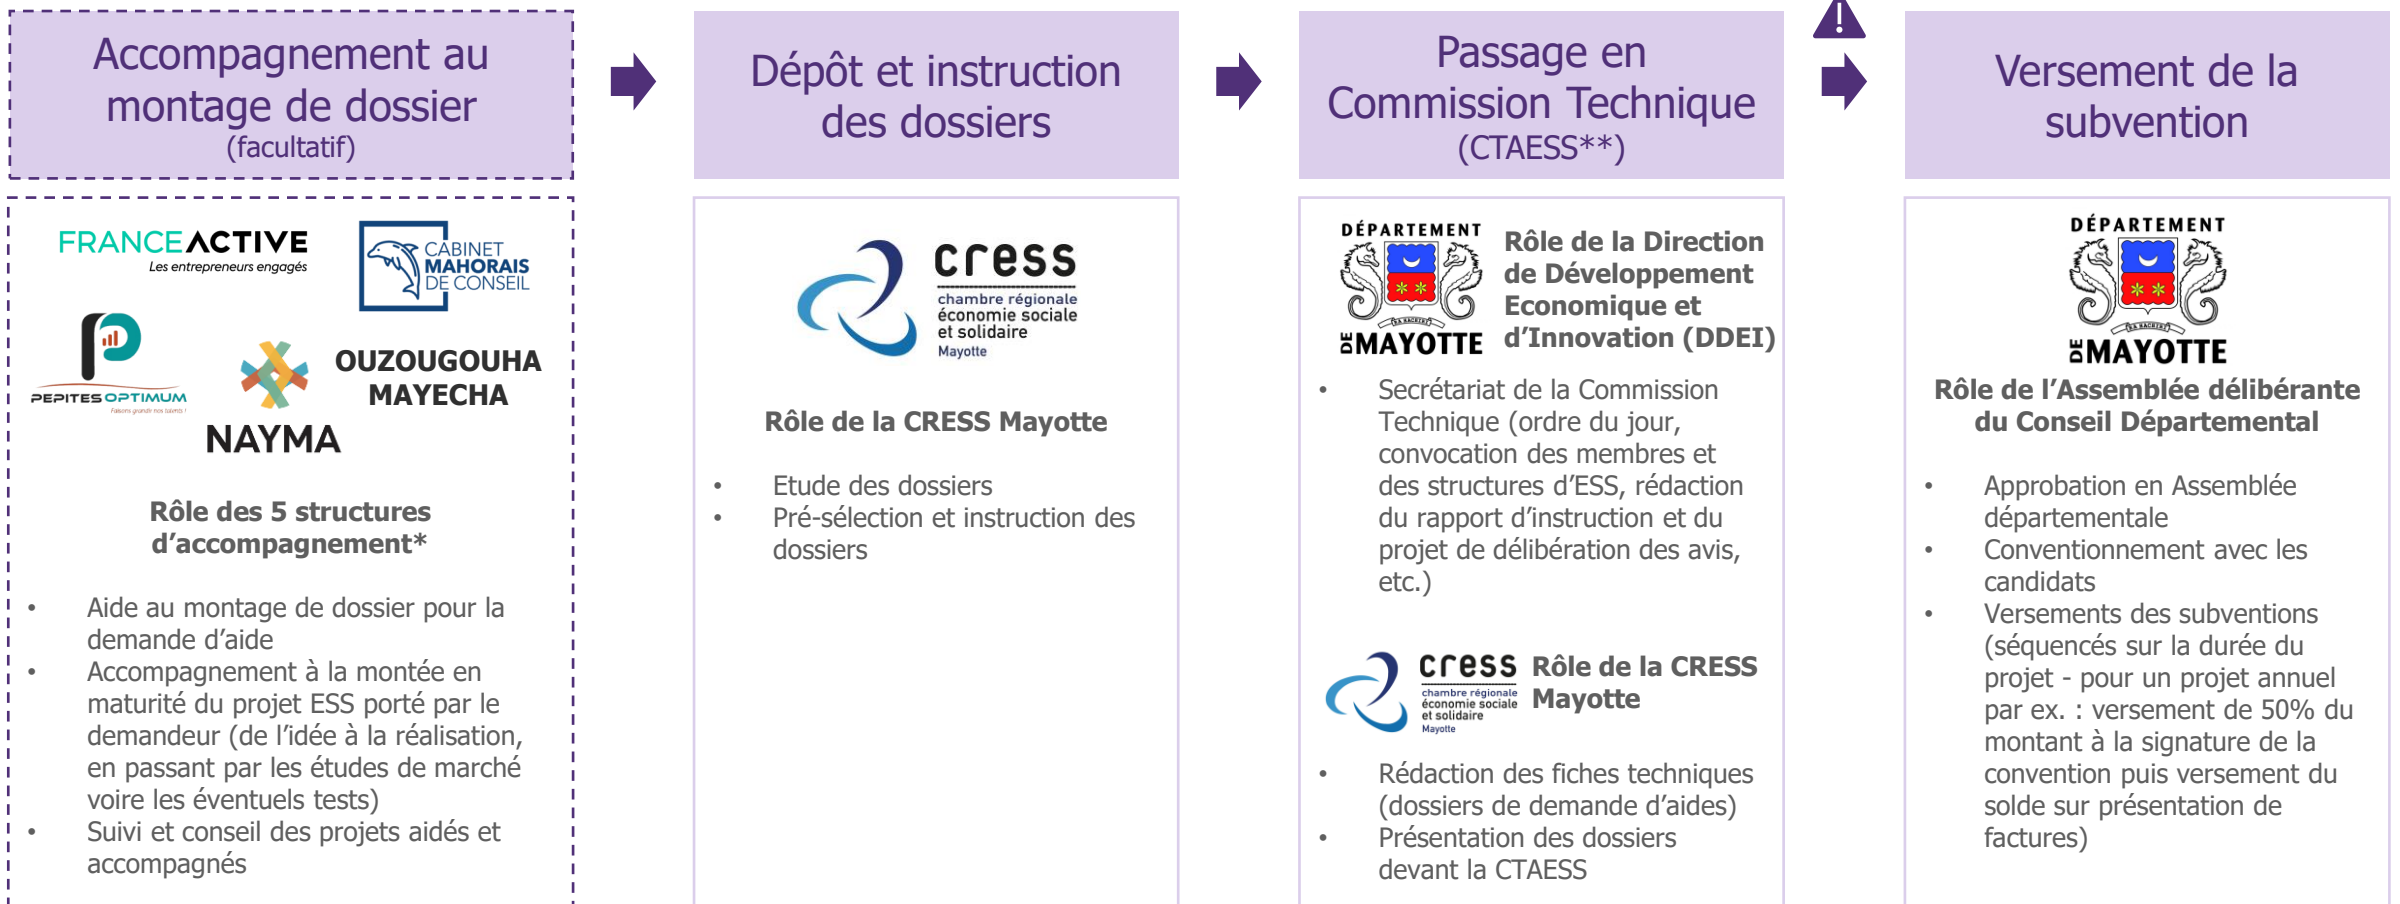 Accompagnement au
montage de dossier
(facultatif)
Dépôt et instruction
des dossiers
Passage en
Commission Technique
(CTAESS**)
!
Versement de la
subvention
FRANCE ACTIVE
Les entrepreneurs engagés
CABINET
MAHORAIS
DE CONSEIL
PEPITES OPTIMUM
Faisons grandir nos talents !
NAYMA
OUZOUGOUHA
MAYECHA
Rôle des 5 structures
d’accompagnement*
• Aide au montage de dossier pour la
demande d’aide
• Accompagnement à la montée en
maturité du projet ESS porté par le
demandeur (de l’idée à la réalisation,
en passant par les études de marché
voire les éventuels tests)
• Suivi et conseil des projets aidés et
accompagnés
cress
chambre régionale
économie sociale
et solidaire
Mayotte
Rôle de la CRESS Mayotte
• Etude des dossiers
• Pré-sélection et instruction des
dossiers
DÉPARTEMENT
RA HACHIRI
DE MAYOTTE
Rôle de la Direction
de Développement
Economique et
d’Innovation (DDEI)
• Secrétariat de la Commission
Technique (ordre du jour,
convocation des membres et
des structures d’ESS, rédaction
du rapport d’instruction et du
projet de délibération des avis,
etc.)
cress
chambre régionale
économie sociale
et solidaire
Mayotte
Rôle de la CRESS
Mayotte
• Rédaction des fiches techniques
(dossiers de demande d’aides)
• Présentation des dossiers
devant la CTAESS
DÉPARTEMENT
RA HACHIRI
DE MAYOTTE
Rôle de l’Assemblée délibérante
du Conseil Départemental
• Approbation en Assemblée
départementale
• Conventionnement avec les
candidats
• Versements des subventions
(séquencés sur la durée du
projet - pour un projet annuel
par ex. : versement de 50% du
montant à la signature de la
convention puis versement du
solde sur présentation de
factures)